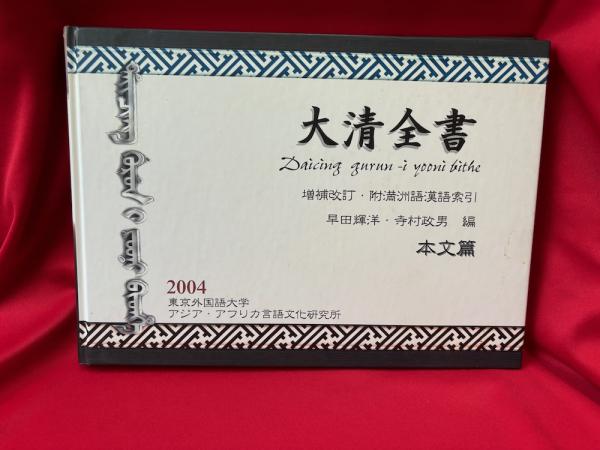 大清全書
Daicing gurun -i yooni bithe
増補改訂・附満洲語漢語索引
早田輝洋・寺村政男 編
本文篇
2004
東京外国語大学
アジア・アフリカ言語文化研究所